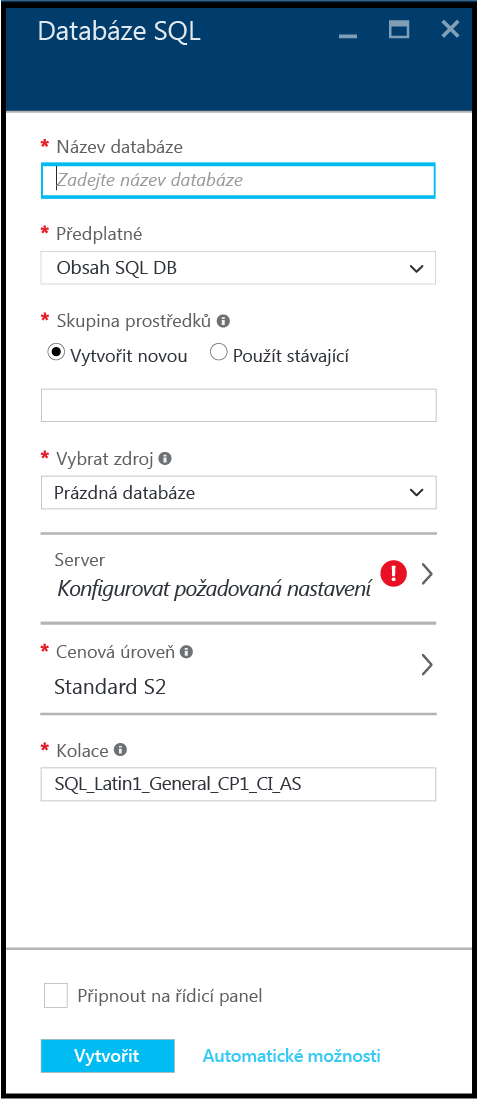 Databáze SQL
* Název databáze
Zadejte název databáze
* Předplatné
Obsah SQL DB
* Skupina prostředků
Vytvořit novou Použít stávající
* Vybrat zdroj
Prázdná databáze
Server
Konfigurovat požadovaná nastavení
* Cenová úroveň
Standard S2
* Kolace
SQL_Latin1_General_CP1_CI_AS
Připnout na řídicí panel
Vytvořit Automatické možnosti